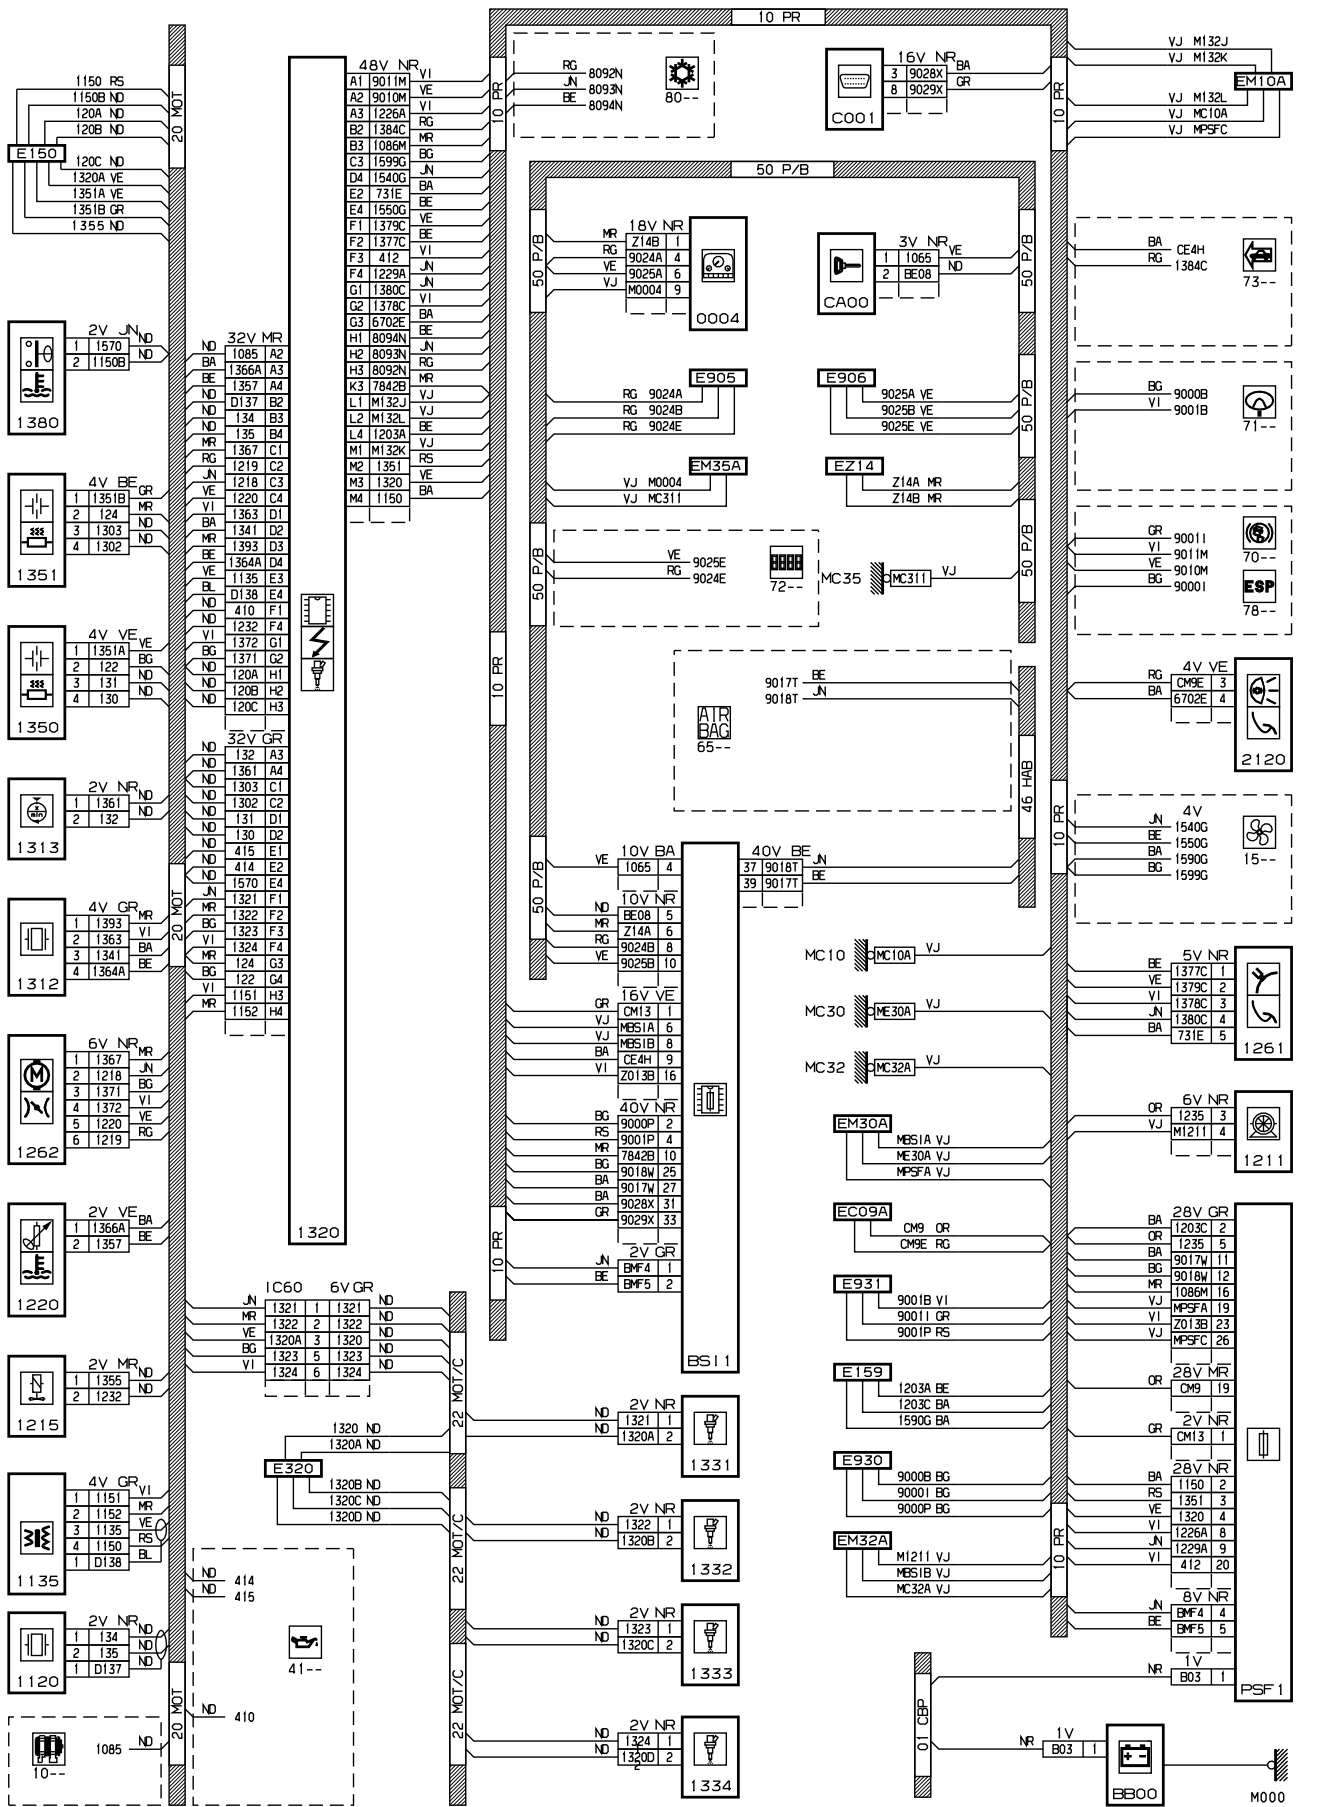 10 PR
20 MOT
1150 RS
1150B ND
120A ND
120B ND
E150
120C ND
1320A VE
1351A VE
1351B GR
1355 ND
2V JN
1 1570 ND
2 1150B ND
1380
4V BE
1 1351B GR
2 124 MR
3 1303 ND
4 1302 ND
1351
4V VE
1 1351A VE
2 122 BG
3 131 ND
4 130 ND
1350
2V NR
1 1361 ND
2 132 ND
1313
20 MOT
4V GR
1 1393 MR
2 1363 VI
3 1341 BA
4 1364A BE
1312
6V NR
1 1367 MR
2 1218 JN
3 1371 BG
4 1372 VI
5 1220 VE
6 1219 RG
1262
2V VE
1 1366A BA
2 1357 BE
1220
2V MR
1 1355 ND
2 1232 ND
1215
4V GR
1 1151 VI
2 1152 MR
3 1135 VE
4 1150 RS
1 D138 BL
1135
2V NR
1 134 ND
2 135 ND
1 D137 ND
1120
20 MOT
1085 ND
10--
32V MR
ND 1085 A2
BA 1366A A3
BE 1357 A4
ND D137 B2
ND 134 B3
ND 135 B4
MR 1367 C1
RG 1219 C2
JN 1218 C3
VE 1220 C4
VI 1363 D1
BA 1341 D2
MR 1393 D3
BE 1364A D4
VE 1135 E3
BL D138 E4
ND 410 F1
ND 1232 F4
VI 1372 G1
BG 1371 G2
ND 120A H1
ND 120B H2
ND 120C H3
32V GR
ND 132 A3
ND 1361 A4
ND 1303 C1
ND 1302 C2
ND 131 D1
ND 130 D2
ND 415 E1
ND 414 E2
ND 1570 E4
JN 1321 F1
MR 1322 F2
BG 1323 F3
VI 1324 F4
MR 124 G3
BG 122 G4
VI 1151 H3
MR 1152 H4
48V NR
A1 9011M VI
A2 9010M VE
A3 1226A VI
B2 1384C RG
B3 1086M MR
C3 1599G BG
D4 1540G JN
E2 731E BA
E4 1550G BE
F1 1379C VE
F2 1377C BE
F3 412 VI
F4 1229A JN
G1 1380C JN
G2 1378C VI
G3 6702E BA
H1 8094N BE
H2 8093N JN
H3 8092N RG
K3 7842B MR
L1 M132J VJ
L2 M132L VJ
L4 1203A BE
M1 M132K VJ
M2 1351 RS
M3 1320 VE
M4 1150 BA
1320
IC60 6V GR
JN 1321 1 1321 ND
MR 1322 2 1322 ND
VE 1320A 3 1320 ND
BG 1323 5 1323 ND
VI 1324 6 1324 ND
1320 ND
1320A ND
E320
1320B ND
1320C ND
1320D ND
22 MOT/C
22 MOT/C
22 MOT/C
ND 414
ND 415
41--
ND 410
10 PR
10 PR
10 PR
RG 8092N
JN 8093N
BE 8094N
80--
16V NR
3 9028X BA
8 9029X GR
C001
50 P/B
50 P/B
50 P/B
50 P/B
18V NR
MR Z14B 1
RG 9024A 4
VE 9025A 6
VJ M0004 9
0004
3V NR
1 1065 VE
2 BE08 ND
CA00
50 P/B
50 P/B
50 P/B
E905
RG 9024A
RG 9024B
RG 9024E
E906
9025A VE
9025B VE
9025E VE
EM35A
VJ M0004
VJ MC311
EZ14
Z14A MR
Z14B MR
VE 9025E
RG 9024E
72--
MC35 MC311 VJ
9017T BE
9018T JN
AIR
BAG
65--
46 HAB
10V BA
VE 1065 4
10V NR
ND BE08 5
MR Z14A 6
RG 9024B 8
VE 9025B 10
16V VE
GR CM13 1
VJ MBSIA 6
VJ MBSIB 8
BA CE4H 9
VI Z013B 16
40V NR
BG 9000P 2
RS 9001P 4
MR 7842B 10
BG 9018W 25
BA 9017W 27
BA 9028X 31
GR 9029X 33
2V GR
JN BMF4 1
BE BMF5 2
40V BE
37 9018T JN
39 9017T BE
BSI1
2V NR
ND 1321 1
ND 1320A 2
1331
2V NR
ND 1322 1
ND 1320B 2
1332
2V NR
ND 1323 1
ND 1320C 2
1333
2V NR
ND 1324 1
ND 1320D 2
2
1334
MC10 MC10A VJ
MC30 ME30A VJ
MC32 MC32A VJ
EM30A
MBSIA VJ
ME30A VJ
MPSFA VJ
EC09A
CM9 OR
CM9E RG
E931
9001B VI
9001I GR
9001P RS
E159
1203A BE
1203C BA
1590G BA
E930
9000B BG
9000I BG
9000P BG
EM32A
M1211 VJ
MBSIB VJ
MC32A VJ
10 PR
10 PR
10 PR
VJ M132J
VJ M132K
EM10A
VJ M132L
VJ MC10A
VJ MPSFC
BA CE4H
RG 1384C
73--
BG 9000B
VI 9001B
71--
GR 9001I
VI 9011M
VE 9010M
BG 9000I
70--
ESP
78--
4V VE
RG CM9E 3
BA 6702E 4
2120
4V
JN 1540G
BE 1550G
BA 1590G
BG 1599G
15--
5V NR
BE 1377C 1
VE 1379C 2
VI 1378C 3
JN 1380C 4
BA 731E 5
1261
6V NR
OR 1235 3
VJ M1211 4
1211
28V GR
BA 1203C 2
OR 1235 5
BA 9017W 11
BG 9018W 12
MR 1086M 16
VJ MPSFA 19
VI Z013B 23
VJ MPSFC 26
28V MR
OR CM9 19
2V NR
GR CM13 1
28V NR
BA 1150 2
RS 1351 3
VE 1320 4
VI 1226A 8
JN 1229A 9
VI 412 20
8V NR
JN BMF4 4
BE BMF5 5
1V
NR B03 1
PSF1
01 CBP
1V
NR B03 1
BB00
M000